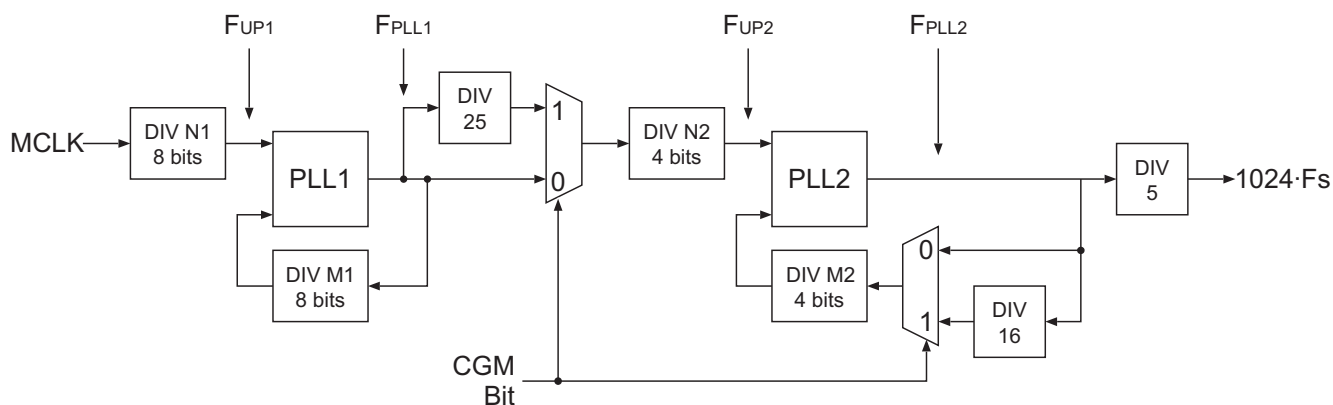 FUP1
FPLL1
FUP2
FPLL2
MCLK
DIV N1
8 bits
PLL1
DIV
25
1
0
DIV N2
4 bits
PLL2
DIV
5
1024·Fs
DIV M1
8 bits
DIV M2
4 bits
0
1
DIV
16
CGM
Bit